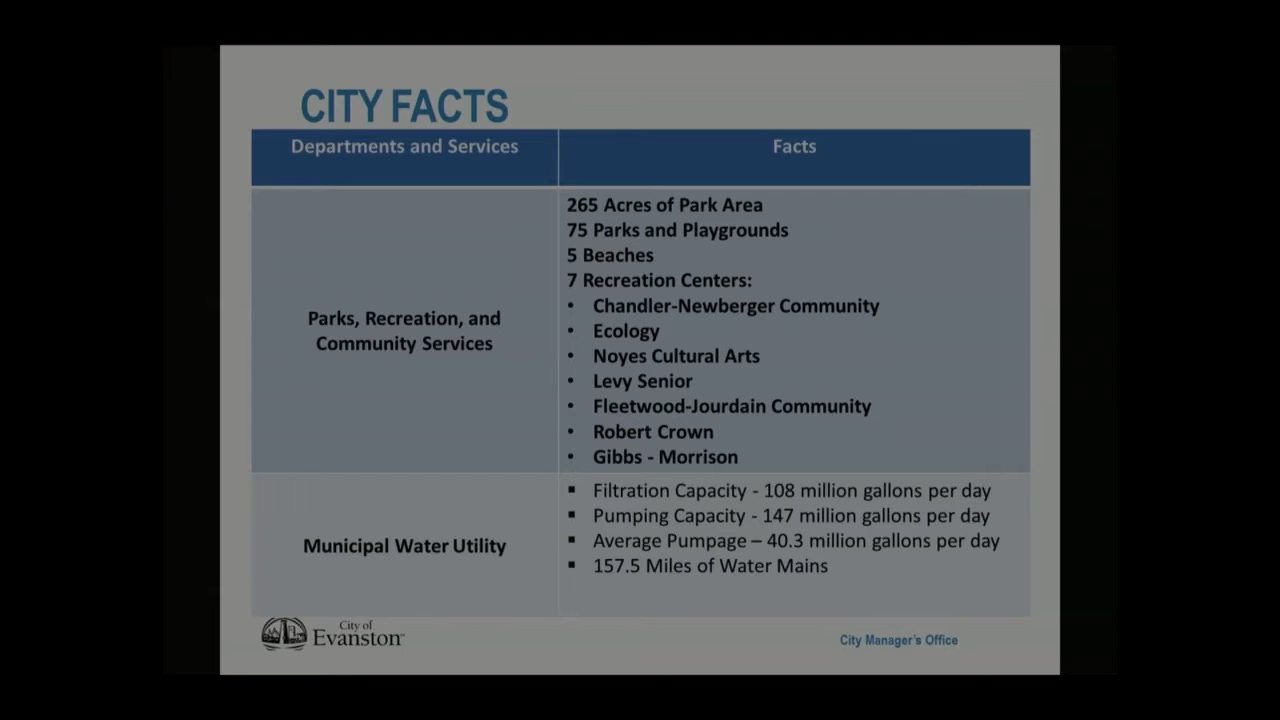 CITY FACTS
Departments and Services
Facts
Parks, Recreation, and
Community Services
265 Acres of Park Area
75 Parks and Playgrounds
5 Beaches
7 Recreation Centers:
• Chandler-Newberger Community
• Ecology
• Noyes Cultural Arts
• Levy Senior
• Fleetwood-Jourdain Community
• Robert Crown
• Gibbs - Morrison
Municipal Water Utility
▪ Filtration Capacity - 108 million gallons per day
▪ Pumping Capacity - 147 million gallons per day
▪ Average Pumpage – 40.3 million gallons per day
▪ 157.5 Miles of Water Mains
City of
Evanston™
City Manager's Office